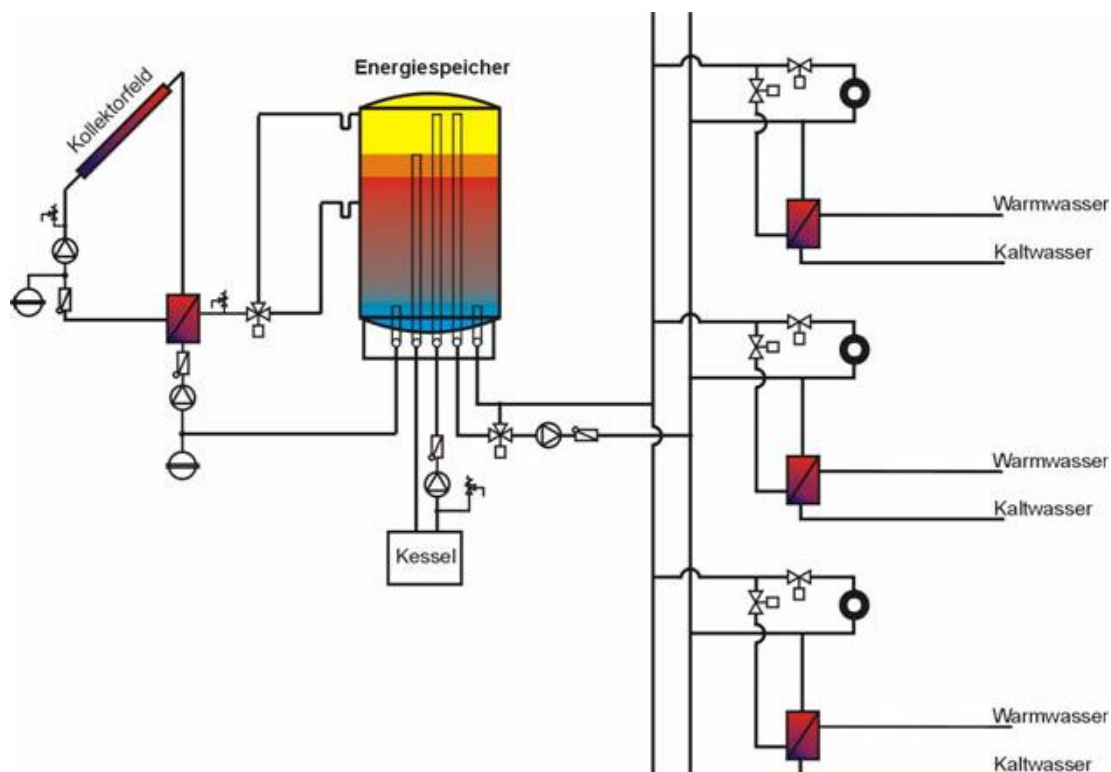 Energiespeicher
Kollektorfeld
Warmwasser
Kaltwasser
Warmwasser
Kaltwasser
Kessel
Warmwasser
Kaltwasser